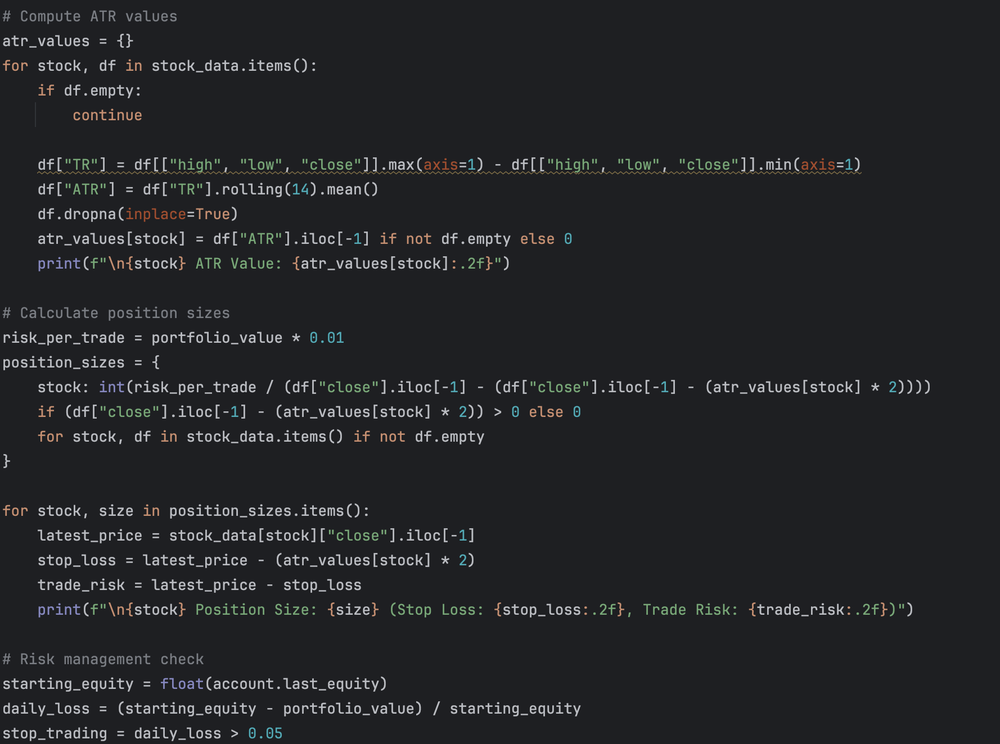 # Compute ATR values
atr_values = {}
for stock, df in stock_data.items():
    if df.empty:
        continue

    df["TR"] = df[["high", "low", "close"]].max(axis=1) - df[["high", "low", "close"]].min(axis=1)
    df["ATR"] = df["TR"].rolling(14).mean()
    df.dropna(inplace=True)
    atr_values[stock] = df["ATR"].iloc[-1] if not df.empty else 0
    print(f"\n{stock} ATR Value: {atr_values[stock]:.2f}")

# Calculate position sizes
risk_per_trade = portfolio_value * 0.01
position_sizes = {
    stock: int(risk_per_trade / (df["close"].iloc[-1] - (df["close"].iloc[-1] - (atr_values[stock] * 2))))
    if (df["close"].iloc[-1] - (atr_values[stock] * 2)) > 0 else 0
    for stock, df in stock_data.items() if not df.empty
}

for stock, size in position_sizes.items():
    latest_price = stock_data[stock]["close"].iloc[-1]
    stop_loss = latest_price - (atr_values[stock] * 2)
    trade_risk = latest_price - stop_loss
    print(f"\n{stock} Position Size: {size} (Stop Loss: {stop_loss:.2f}, Trade Risk: {trade_risk:.2f})")

# Risk management check
starting_equity = float(account.last_equity)
daily_loss = (starting_equity - portfolio_value) / starting_equity
stop_trading = daily_loss > 0.05